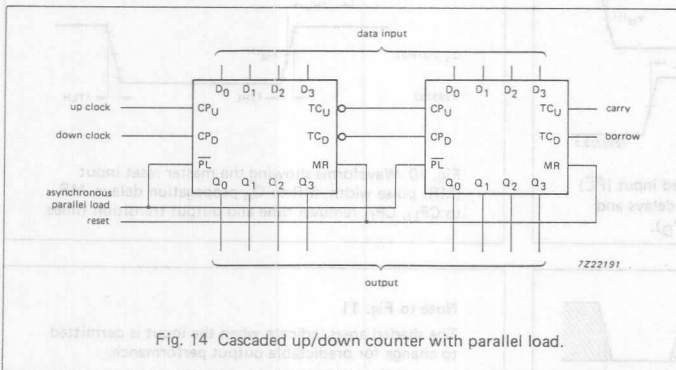 data input
D0 D1 D2 D3 D0 D1 D2 D3
up clock CPU TCU CPU TCU carry
down clock CPD TCD CPD TCD borrow
PL MR PL MR
Q0 Q1 Q2 Q3 Q0 Q1 Q2 Q3
asynchronous
parallel load
reset
output
7Z22191
Fig. 14 Cascaded up/down counter with parallel load.